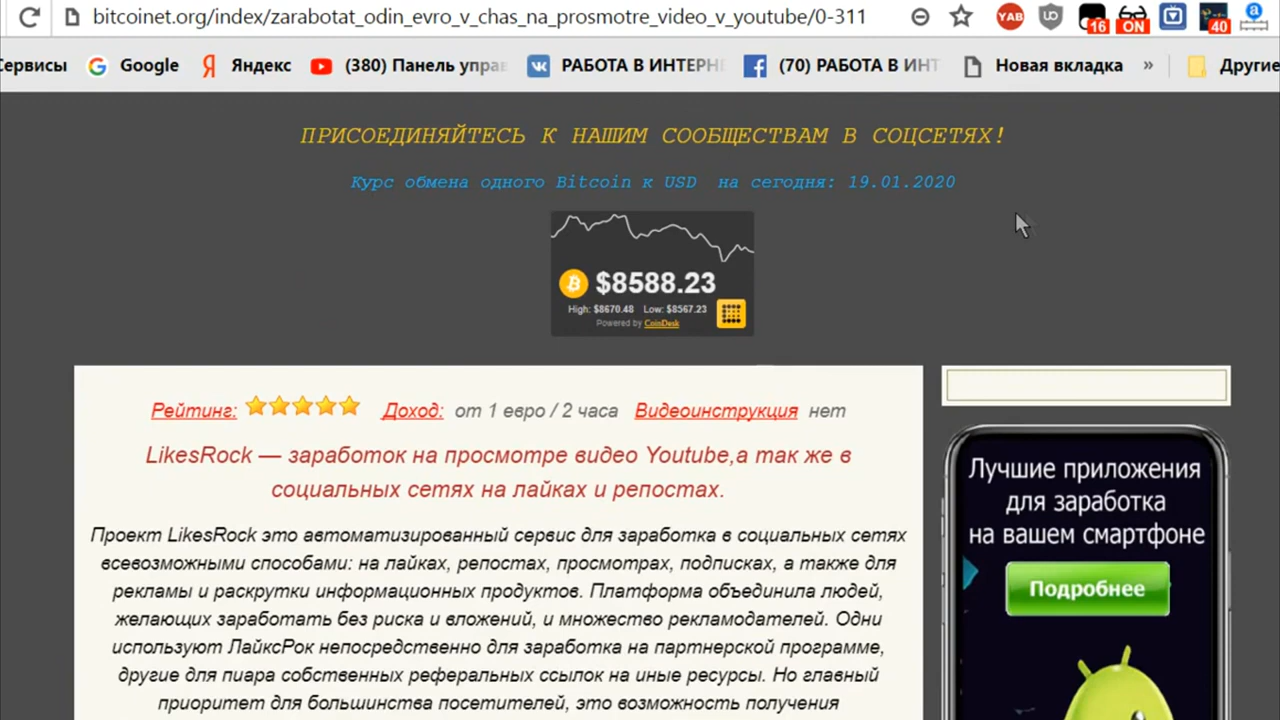 bitcoinet.org/index/zarabotat_odin_evro_v_chas_na_prosmotre_video_v_youtube/0-311
YAB
UO
16
ON
40
a
Сервисы
G
Google
Я
Яндекс
(380) Панель упра
РАБОТА В ИНТЕРН
(70) РАБОТА В ИНТ
Новая вкладка
»
Другие
ПРИСОЕДИНЯЙТЕСЬ К НАШИМ СООБЩЕСТВАМ В СОЦСЕТЯХ!
Курс обмена одного Bitcoin к USD на сегодня: 19.01.2020
$8588.23
High: $8670.48 Low: $8567.23
Powered by CoinDesk
Рейтинг: Доход: от 1 евро / 2 часа Видеоинструкция нет
LikesRock — заработок на просмотре видео Youtube,а так же в
социальных сетях на лайках и репостах.
Проект LikesRock это автоматизированный сервис для заработка в социальных сетях
всевозможными способами: на лайках, репостах, просмотрах, подписках, а также для
рекламы и раскрутки информационных продуктов. Платформа объединила людей,
желающих заработать без риска и вложений, и множество рекламодателей. Одни
используют ЛайксРок непосредственно для заработка на партнерской программе,
другие для пиара собственных реферальных ссылок на иные ресурсы. Но главный
приоритет для большинства посетителей, это возможность получения
Лучшие приложения
для заработка
на вашем смартфоне
Подробнее